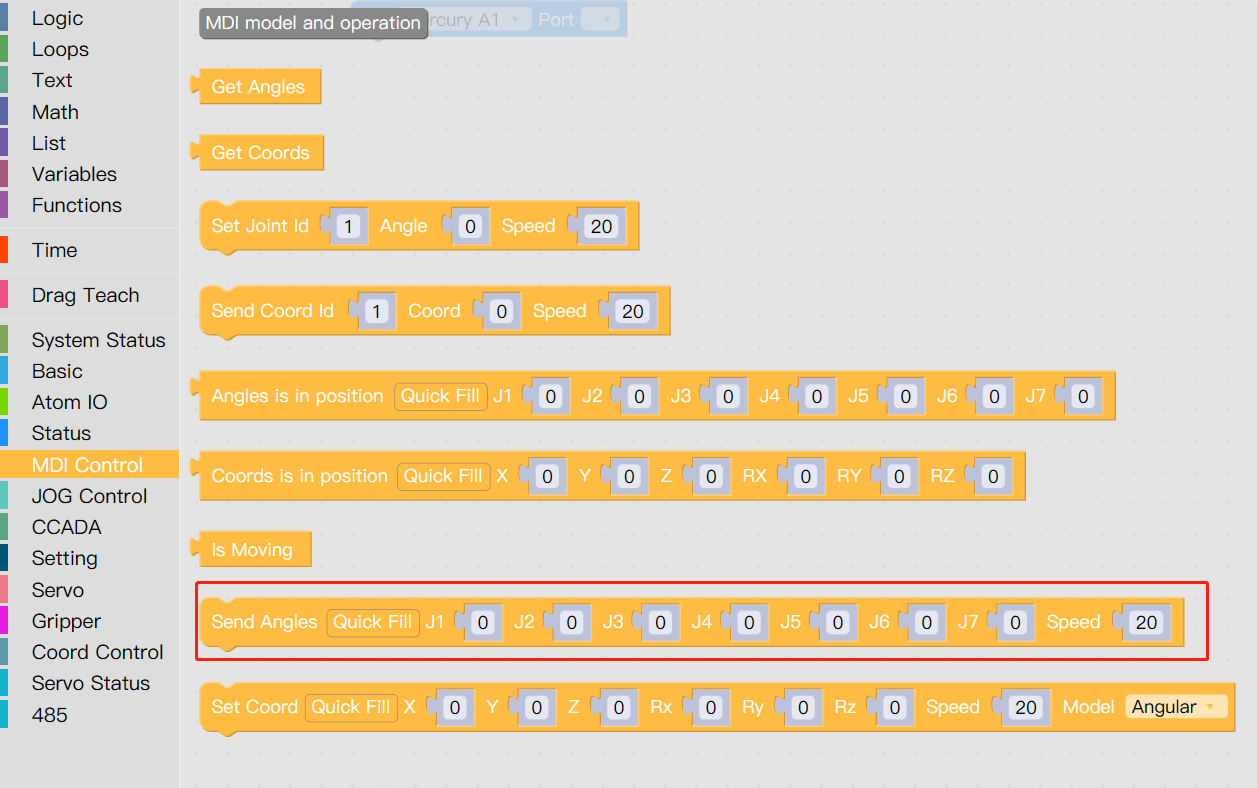 Logic
Loops
Text
Math
List
Variables
Functions
Time
Drag Teach
System Status
Basic
Atom IO
Status
MDI Control
JOG Control
CCADA
Setting
Servo
Gripper
Coord Control
Servo Status
485
MDI model and operation rcury A1 Port
Get Angles
Get Coords
Set Joint Id 1 Angle 0 Speed 20
Send Coord Id 1 Coord 0 Speed 20
Angles is in position Quick Fill J1 0 J2 0 J3 0 J4 0 J5 0 J6 0 J7 0
Coords is in position Quick Fill X 0 Y 0 Z 0 RX 0 RY 0 RZ 0
Is Moving
Send Angles Quick Fill J1 0 J2 0 J3 0 J4 0 J5 0 J6 0 J7 0 Speed 20
Set Coord Quick Fill X 0 Y 0 Z 0 Rx 0 Ry 0 Rz 0 Speed 20 Model Angular